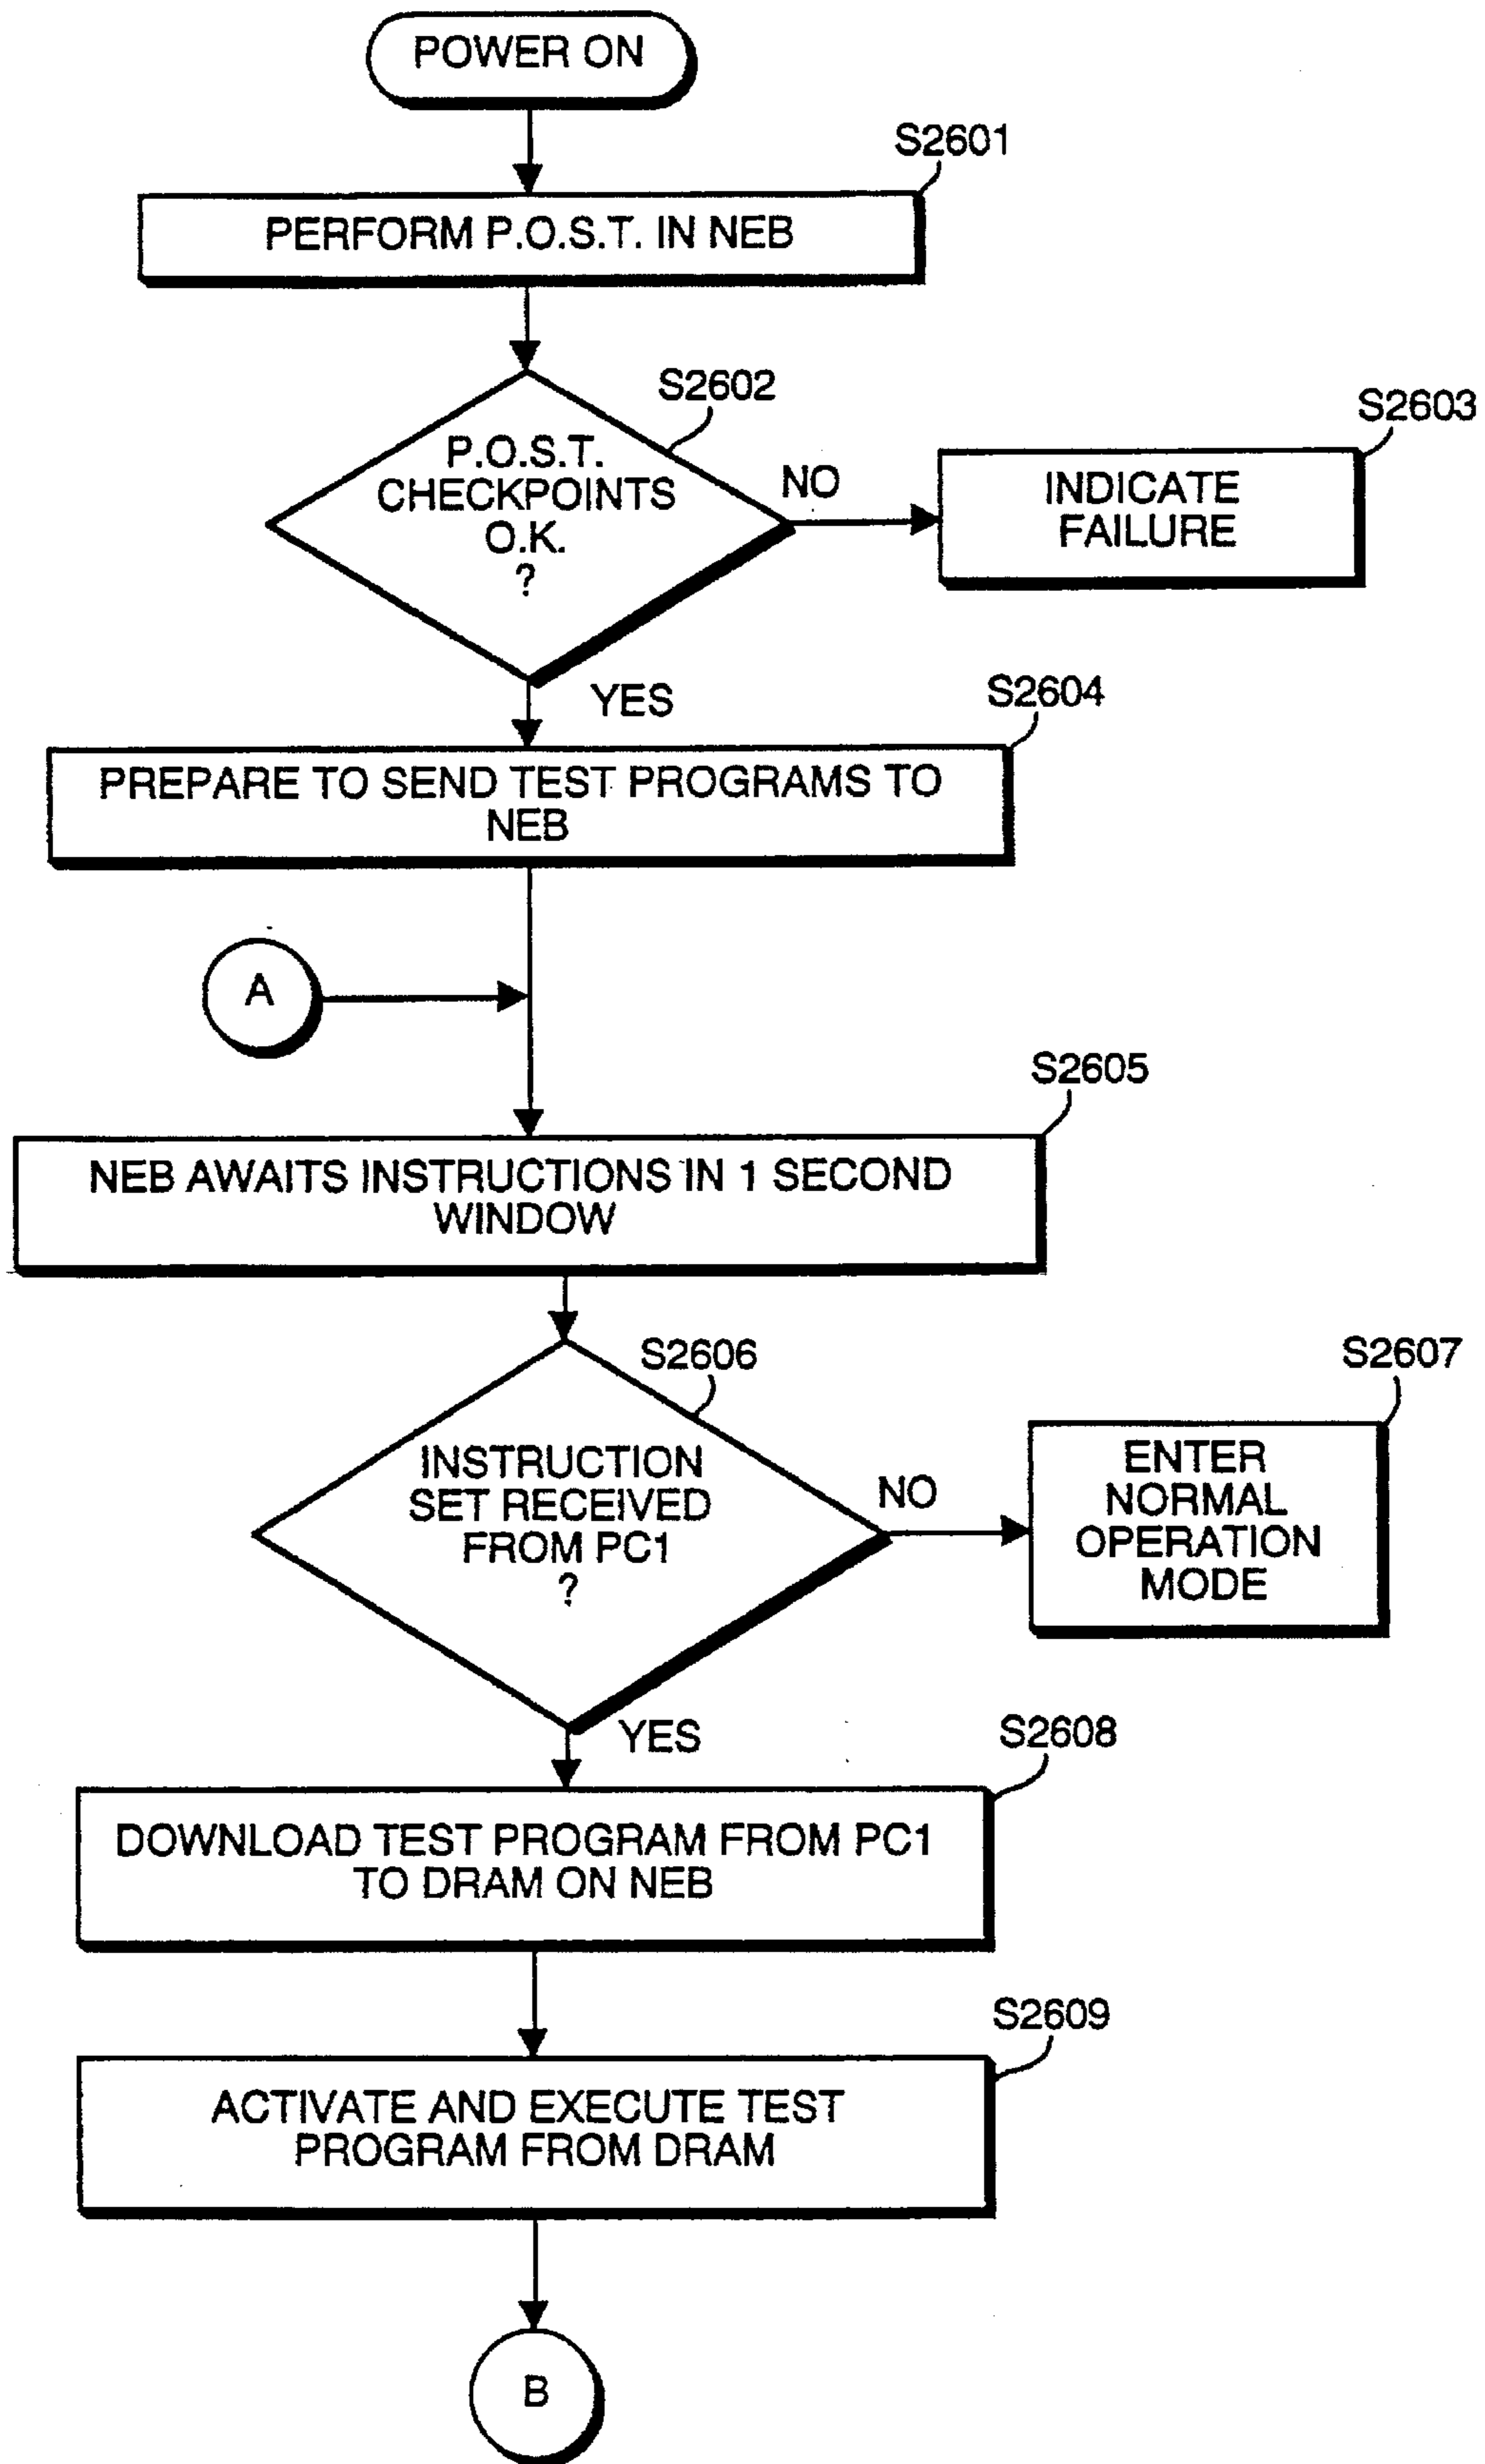 POWER ON
S2601
PERFORM P.O.S.T. IN NEB
S2602
P.O.S.T.
CHECKPOINTS
O.K.
?
NO
S2603
INDICATE
FAILURE
YES
S2604
PREPARE TO SEND TEST PROGRAMS TO
NEB
A
S2605
NEB AWAITS INSTRUCTIONS IN 1 SECOND
WINDOW
S2606
INSTRUCTION
SET RECEIVED
FROM PC1
?
NO
S2607
ENTER
NORMAL
OPERATION
MODE
YES
S2608
DOWNLOAD TEST PROGRAM FROM PC1
TO DRAM ON NEB
S2609
ACTIVATE AND EXECUTE TEST
PROGRAM FROM DRAM
B